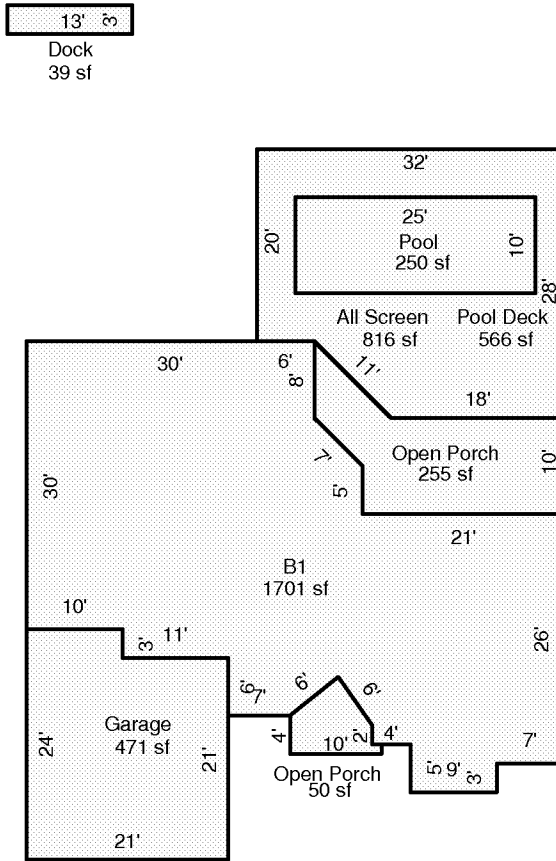 13'
3'
Dock
39 sf
32'
20'
25'
Pool
250 sf
10'
28'
All Screen
816 sf
Pool Deck
566 sf
30'
6'
8'
11'
18'
7'
Open Porch
255 sf
10'
5'
21'
30'
B1
1701 sf
10'
3'
11'
26'
6'
7'
6'
6'
24'
Garage
471 sf
21'
4'
10'
2'
4'
7'
Open Porch
50 sf
5'
9'
3'
21'